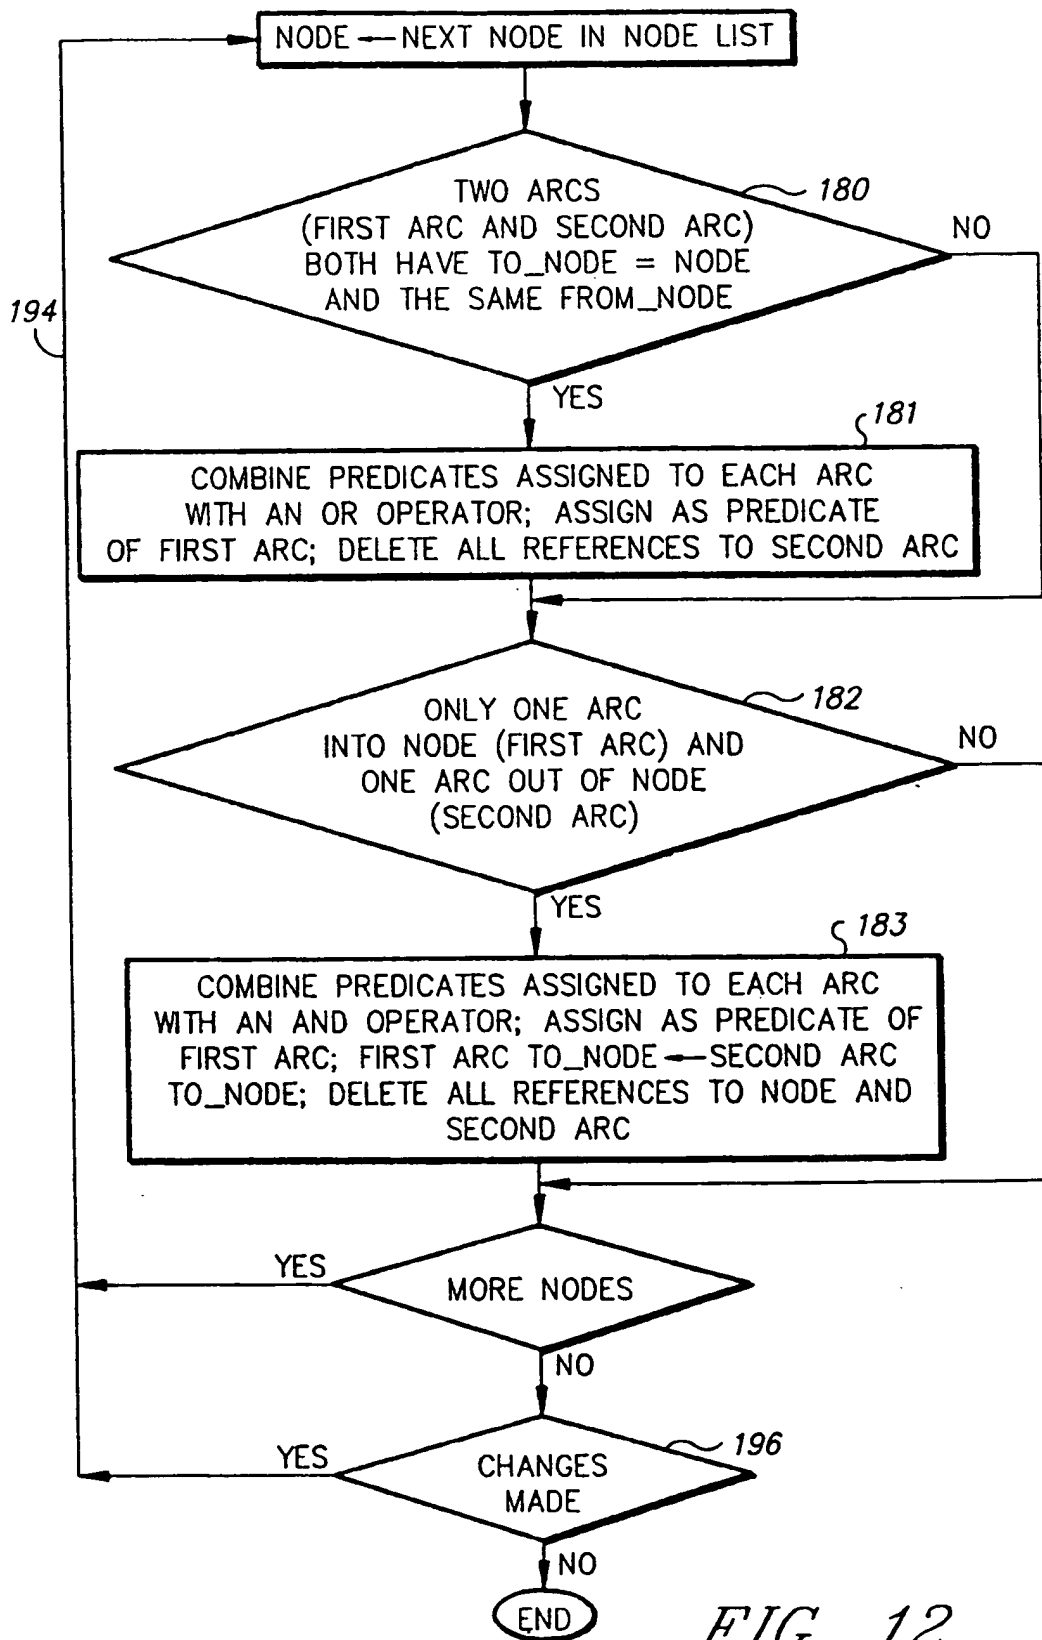 NODE ← NEXT NODE IN NODE LIST
TWO ARCS
(FIRST ARC AND SECOND ARC)
BOTH HAVE TO_NODE = NODE
AND THE SAME FROM_NODE
180
NO
194
YES
181
COMBINE PREDICATES ASSIGNED TO EACH ARC
WITH AN OR OPERATOR; ASSIGN AS PREDICATE
OF FIRST ARC; DELETE ALL REFERENCES TO SECOND ARC
182
ONLY ONE ARC
INTO NODE (FIRST ARC) AND
ONE ARC OUT OF NODE
(SECOND ARC)
NO
YES
183
COMBINE PREDICATES ASSIGNED TO EACH ARC
WITH AN AND OPERATOR; ASSIGN AS PREDICATE OF
FIRST ARC; FIRST ARC TO_NODE ← SECOND ARC
TO_NODE; DELETE ALL REFERENCES TO NODE AND
SECOND ARC
YES
MORE NODES
NO
YES
196
CHANGES
MADE
NO
END
FIG. 12